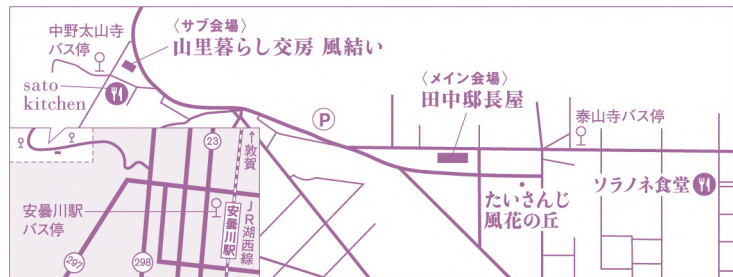 中野太山寺
バス停
〈サブ会場〉
山里暮らし交房 風結い
sato
kitchen
P
〈メイン会場〉
田中邸長屋
泰山寺バス停
たいさんじ
風花の丘
ソラノネ食堂
23
↑敦賀
JR湖西線
安曇川駅
安曇川駅
バス停
297
298